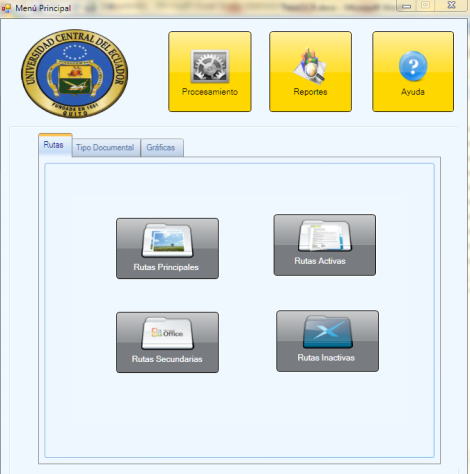 Menú Principal
UNIVERSIDAD CENTRAL DEL ECUADOR
FUNDADA EN 1651
QUITO
Procesamiento
Reportes
Ayuda
Rutas
Tipo Documental
Gráficas
Rutas Principales
Rutas Activas
Office
Rutas Secundarias
Rutas Inactivas